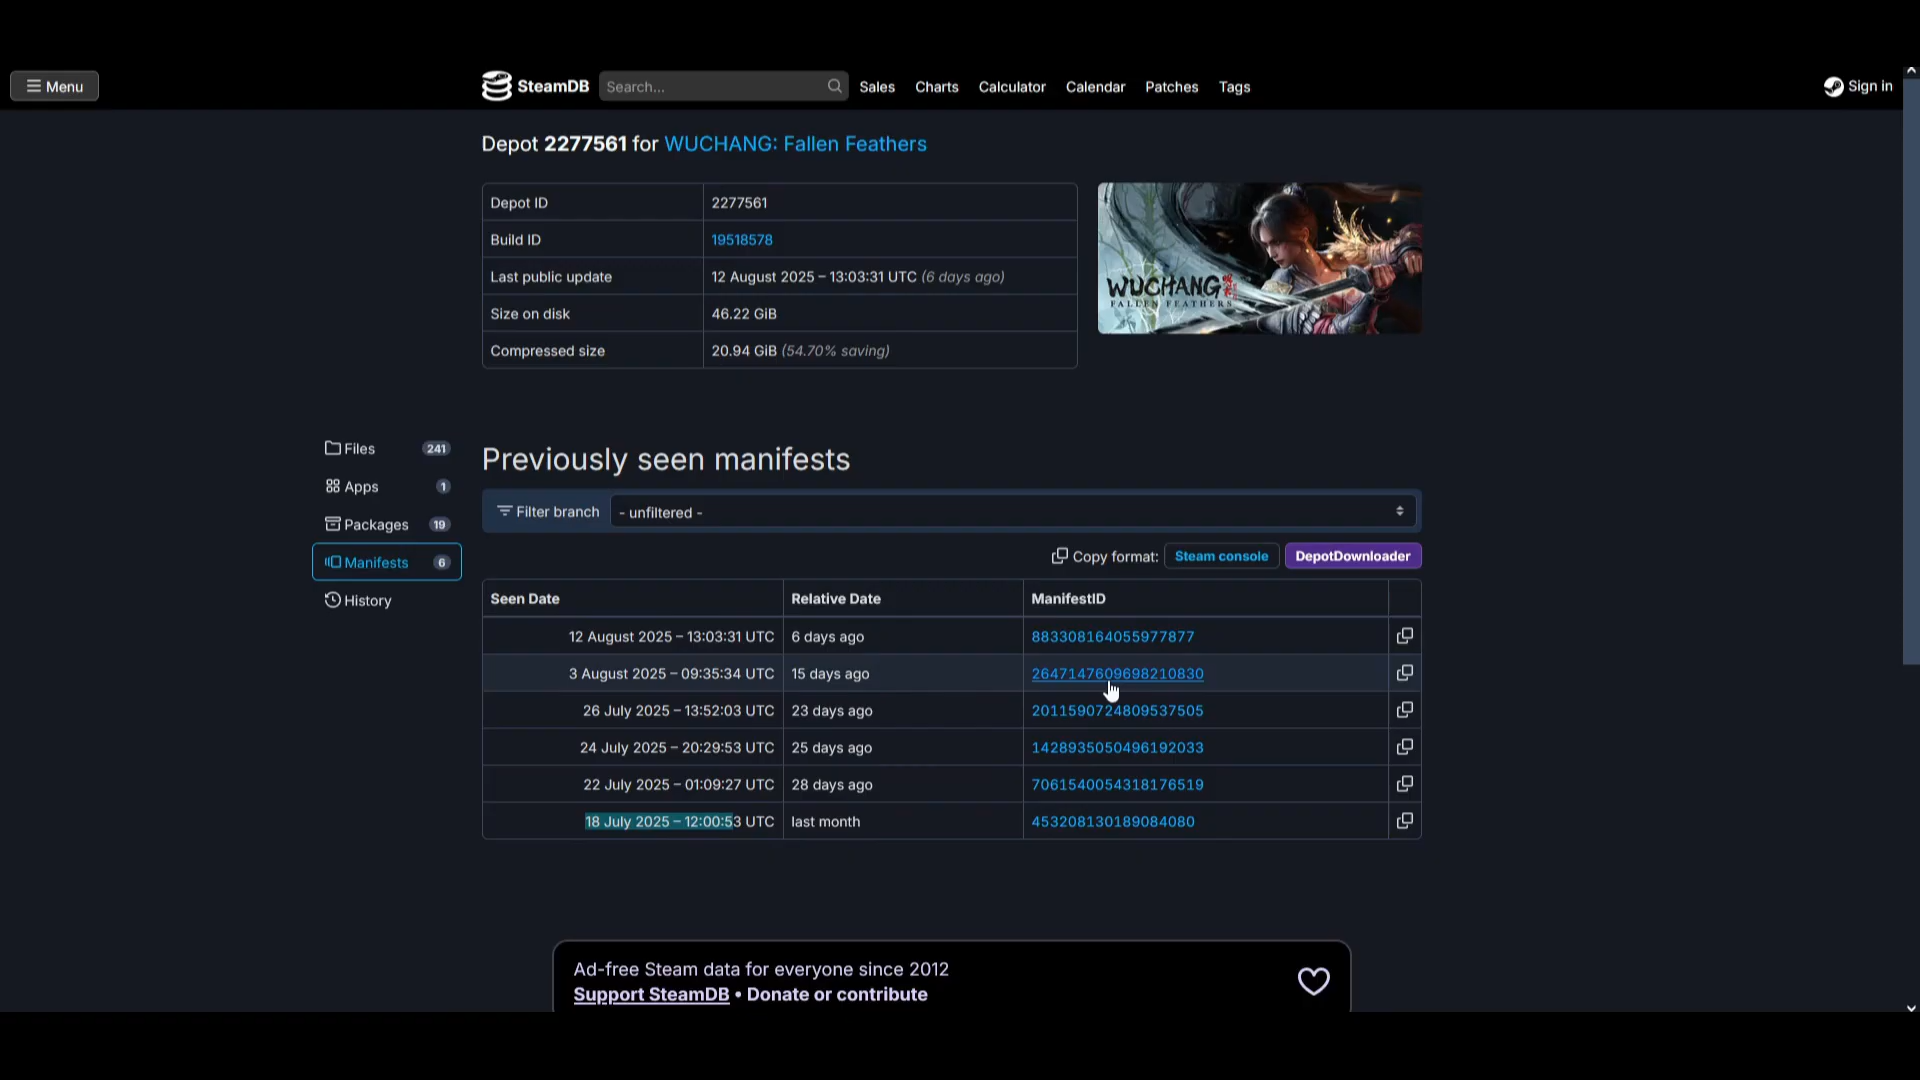 Menu
SteamDB Search... Sales Charts Calculator Calendar Patches Tags Sign in
Depot 2277561 for WUCHANG: Fallen Feathers
Depot ID 2277561
Build ID 19518578
Last public update 12 August 2025 – 13:03:31 UTC (6 days ago)
Size on disk 46.22 GiB
Compressed size 20.94 GiB (54.70% saving)
WUCHANG
FALLEN FEATHERS
Files 241
Apps 1
Packages 19
Manifests 6
History
Previously seen manifests
Filter branch - unfiltered -
Copy format: Steam console DepotDownloader
Seen Date Relative Date ManifestID
12 August 2025 – 13:03:31 UTC 6 days ago 883308164055977877
3 August 2025 – 09:35:34 UTC 15 days ago 2647147609698210830
26 July 2025 – 13:52:03 UTC 23 days ago 2011590724809537505
24 July 2025 – 20:29:53 UTC 25 days ago 1428935050496192033
22 July 2025 – 01:09:27 UTC 28 days ago 7061540054318176519
18 July 2025 – 12:00:53 UTC last month 453208130189084080
Ad-free Steam data for everyone since 2012
Support SteamDB • Donate or contribute